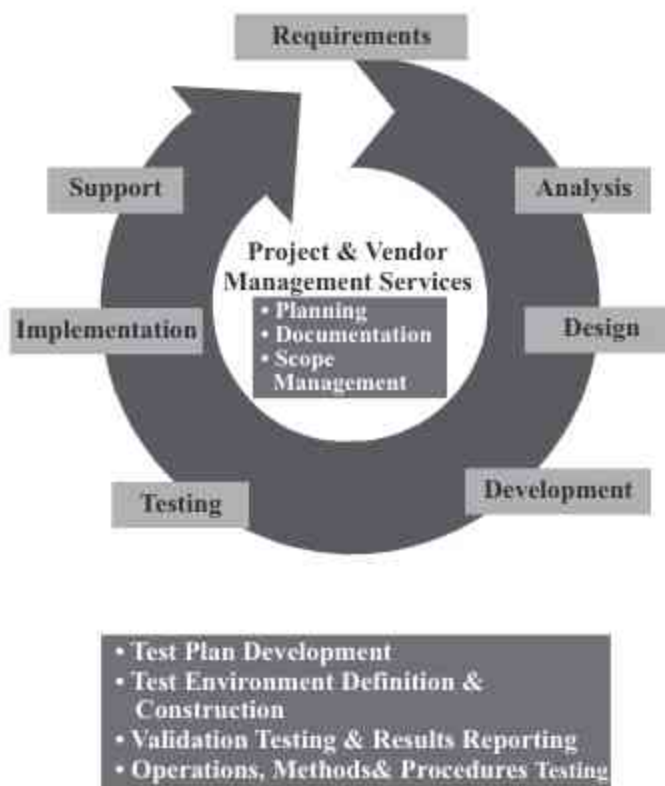 Requirements
Support
Analysis
Project & Vendor
Management Services
• Planning
• Documentation
• Scope
Management
Implementation
Design
Testing
Development
• Test Plan Development
• Test Environment Definition &
Construction
• Validation Testing & Results Reporting
• Operations, Methods& Procedures Testing